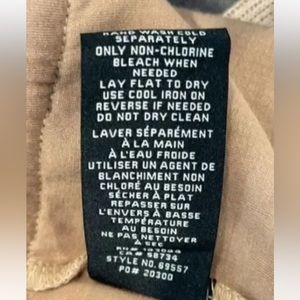 HAND WASH COLD
SEPARATELY
ONLY NON-CHLORINE
BLEACH WHEN
NEEDED
LAY FLAT TO DRY
USE COOL IRON ON
REVERSE IF NEEDED
DO NOT DRY CLEAN
LAVER SÉPARÉMENT
À LA MAIN
À L'EAU FROIDE
UTILISER UN AGENT DE
BLANCHIMENT NON
CHLORÉ AU BESOIN
SÉCHER À PLAT
REPASSER SUR
L'ENVERS À BASSE
TEMPÉRATURE
AU BESOIN
NE PAS NETTOYER
À SEC
RN#
CA# 58734
STYLE NO. 69557
PO# 20300